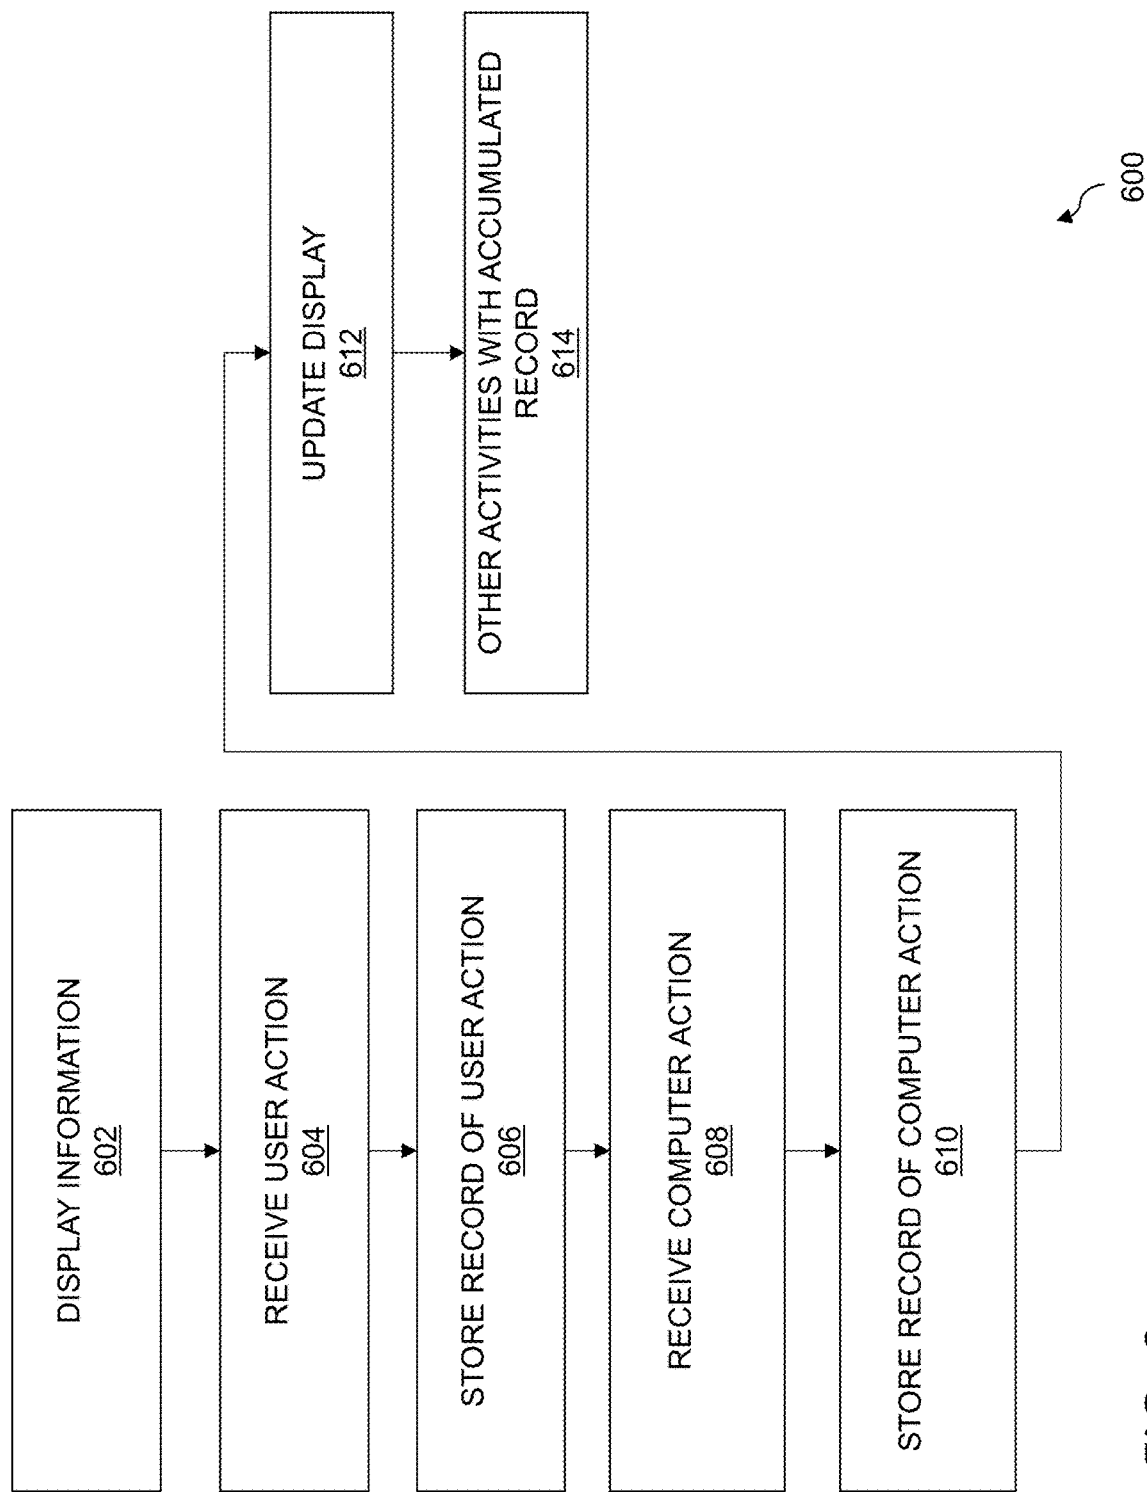 DISPLAY INFORMATION
602
RECEIVE USER ACTION
604
STORE RECORD OF USER ACTION
606
RECEIVE COMPUTER ACTION
608
STORE RECORD OF COMPUTER ACTION
610
UPDATE DISPLAY
612
OTHER ACTIVITIES WITH ACCUMULATED
RECORD
614
600